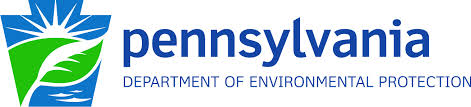 pennsylvania
DEPARTMENT OF ENVIRONMENTAL PROTECTION